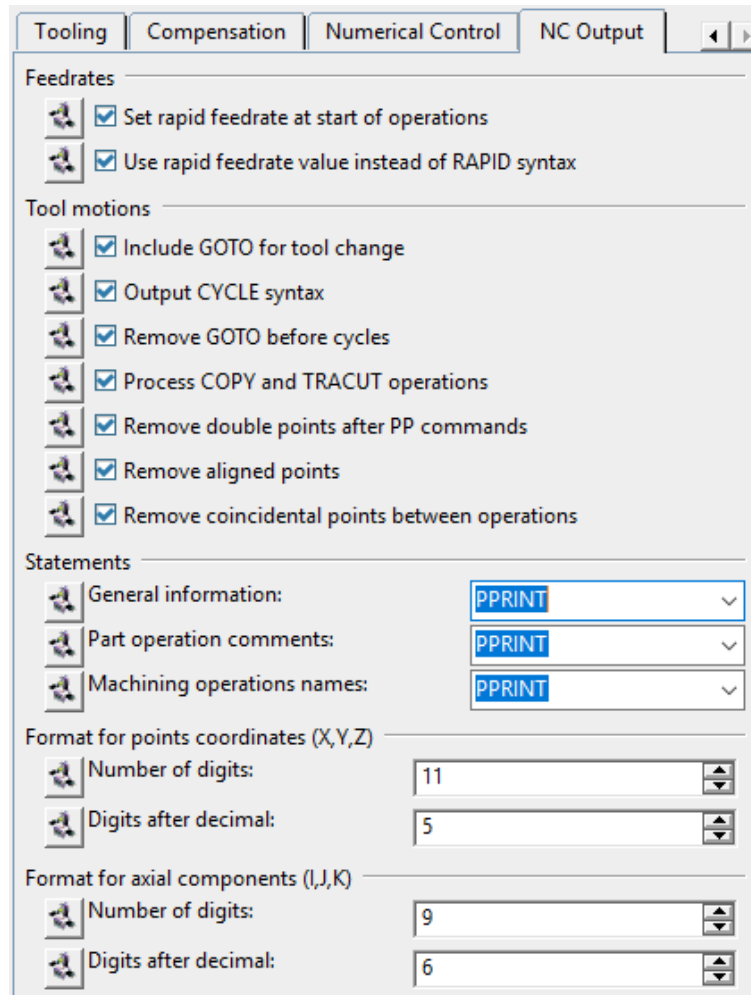 Tooling Compensation Numerical Control NC Output
Feedrates
Set rapid feedrate at start of operations
Use rapid feedrate value instead of RAPID syntax
Tool motions
Include GOTO for tool change
Output CYCLE syntax
Remove GOTO before cycles
Process COPY and TRACUT operations
Remove double points after PP commands
Remove aligned points
Remove coincidental points between operations
Statements
General information: PPRINT
Part operation comments: PPRINT
Machining operations names: PPRINT
Format for points coordinates (X,Y,Z)
Number of digits: 11
Digits after decimal: 5
Format for axial components (I,J,K)
Number of digits: 9
Digits after decimal: 6